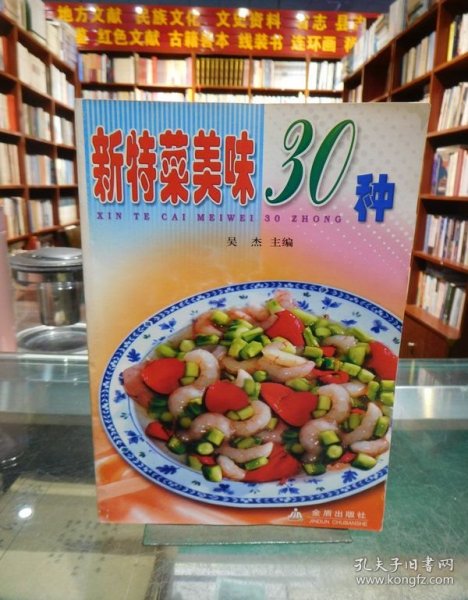 地方文献 民族文化 文史资料 方志 县
红色文献 古籍善本 线装书 连环画
新特菜美味30种
XIN TE CAI MEIWEI 30 ZHONG
吴 杰 主编
金盾出版社
JINDUN CHUBANSHE
孔夫子旧书网
www.kongfz.com